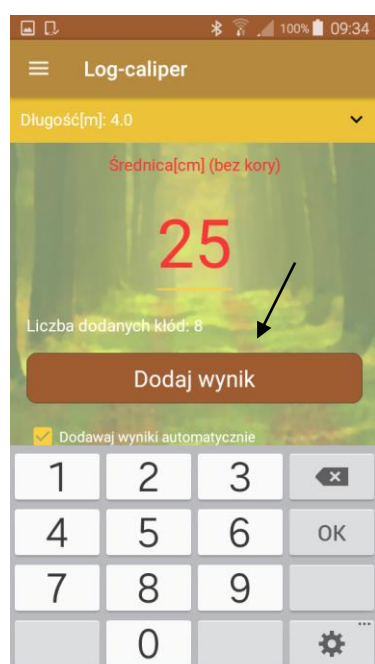 100% 09:34
Log-caliper
Długość[m]: 4.0
Średnica[cm] (bez kory)
25
Liczba dodanych kłód: 8
Dodaj wynik
Dodawaj wyniki automatycznie
1 2 3
4 5 6 OK
7 8 9
0